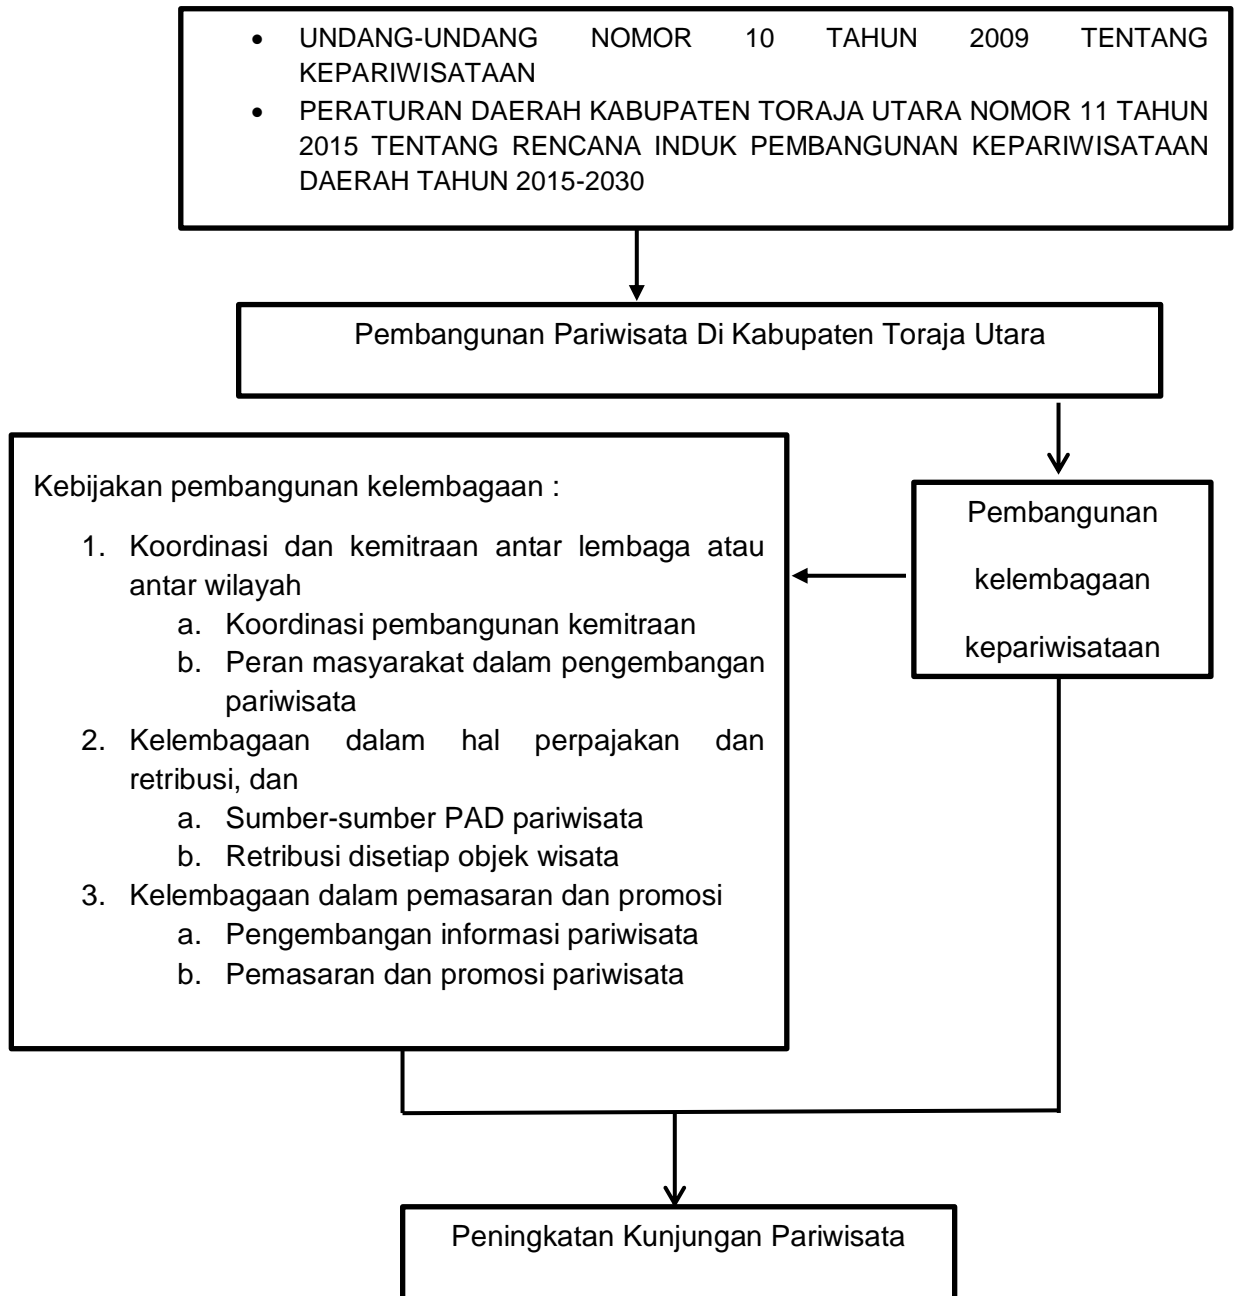 • UNDANG-UNDANG NOMOR 10 TAHUN 2009 TENTANG
KEPARIWISATAAN
• PERATURAN DAERAH KABUPATEN TORAJA UTARA NOMOR 11 TAHUN
2015 TENTANG RENCANA INDUK PEMBANGUNAN KEPARIWISATAAN
DAERAH TAHUN 2015-2030
Pembangunan Pariwisata Di Kabupaten Toraja Utara
Kebijakan pembangunan kelembagaan :
1. Koordinasi dan kemitraan antar lembaga atau
antar wilayah
a. Koordinasi pembangunan kemitraan
b. Peran masyarakat dalam pengembangan
pariwisata
2. Kelembagaan dalam hal perpajakan dan
retribusi, dan
a. Sumber-sumber PAD pariwisata
b. Retribusi disetiap objek wisata
3. Kelembagaan dalam pemasaran dan promosi
a. Pengembangan informasi pariwisata
b. Pemasaran dan promosi pariwisata
Pembangunan
kelembagaan
kepariwisataan
Peningkatan Kunjungan Pariwisata